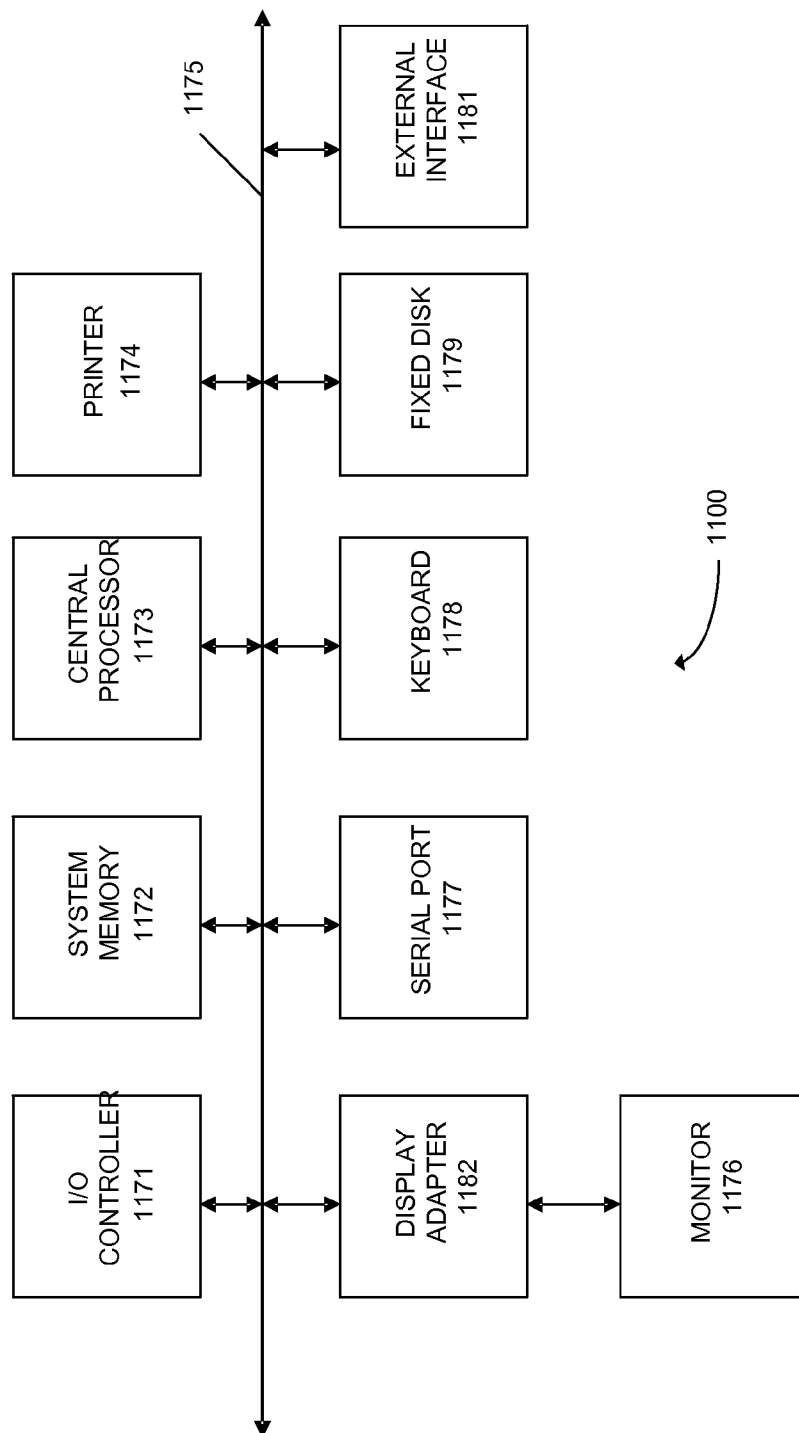 I/O
CONTROLLER
1171
SYSTEM
MEMORY
1172
CENTRAL
PROCESSOR
1173
PRINTER
1174
1175
DISPLAY
ADAPTER
1182
SERIAL PORT
1177
KEYBOARD
1178
FIXED DISK
1179
EXTERNAL
INTERFACE
1181
MONITOR
1176
1100